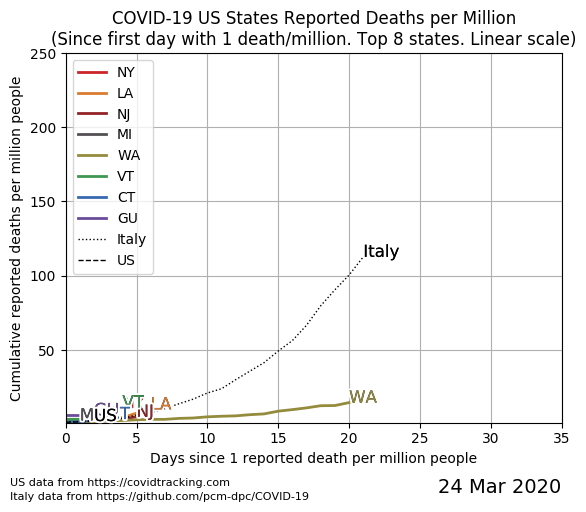 COVID-19 US States Reported Deaths per Million
(Since first day with 1 death/million. Top 8 states. Linear scale)
250
200
150
100
50
Cumulative reported deaths per million people
NY
LA
NJ
MI
WA
VT
CT
GU
Italy
US
Italy
WA
VT
LA
NJ
US
0 5 10 15 20 25 30 35
Days since 1 reported death per million people
US data from https://covidtracking.com
Italy data from https://github.com/pcm-dpc/COVID-19
24 Mar 2020